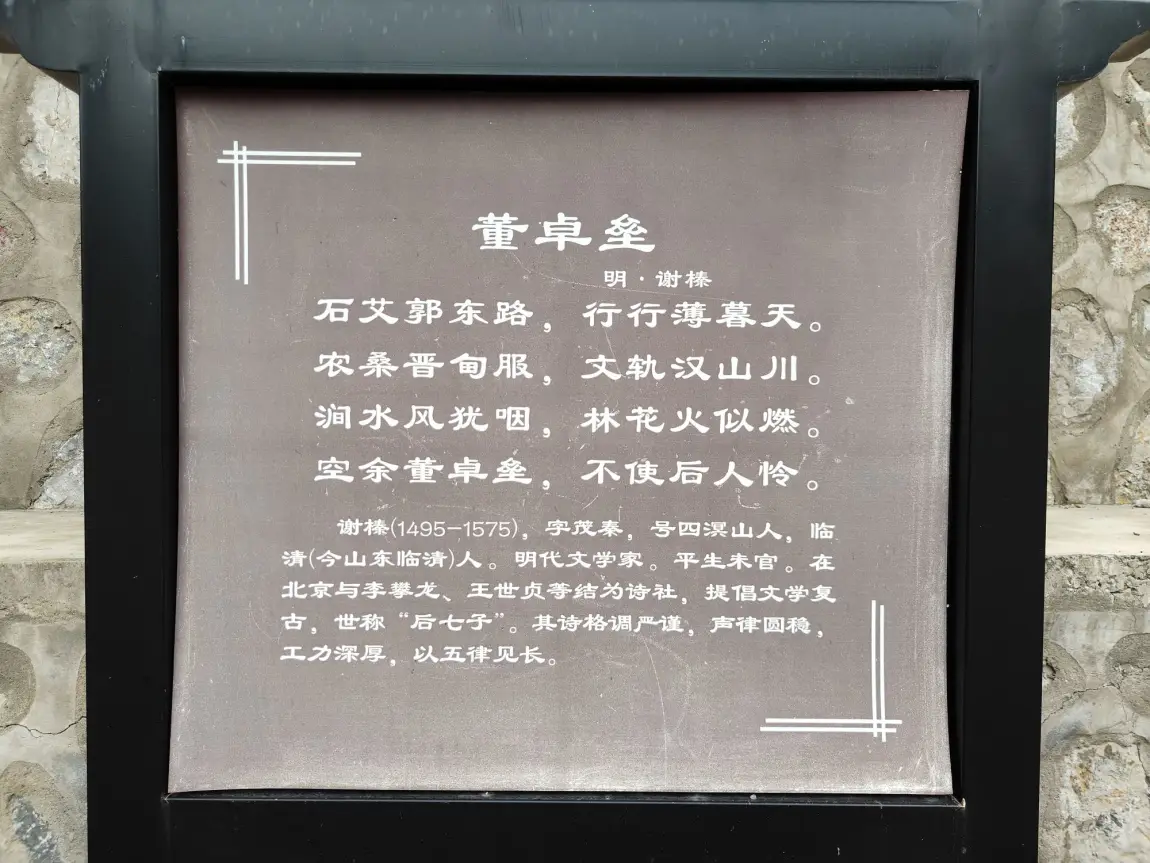 董卓垒
明·谢榛
石艾郭东路，行行薄暮天。
农桑晋甸服，文轨汉山川。
涧水风犹咽，林花火似燃。
空余董卓垒，不使后人怜。
谢榛(1495-1575)，字茂秦，号四溟山人，临
清(今山东临清)人。明代文学家。平生未官。在
北京与李攀龙、王世贞等结为诗社，提倡文学复
古，世称“后七子”。其诗格调严谨，声律圆稳，
工力深厚，以五律见长。